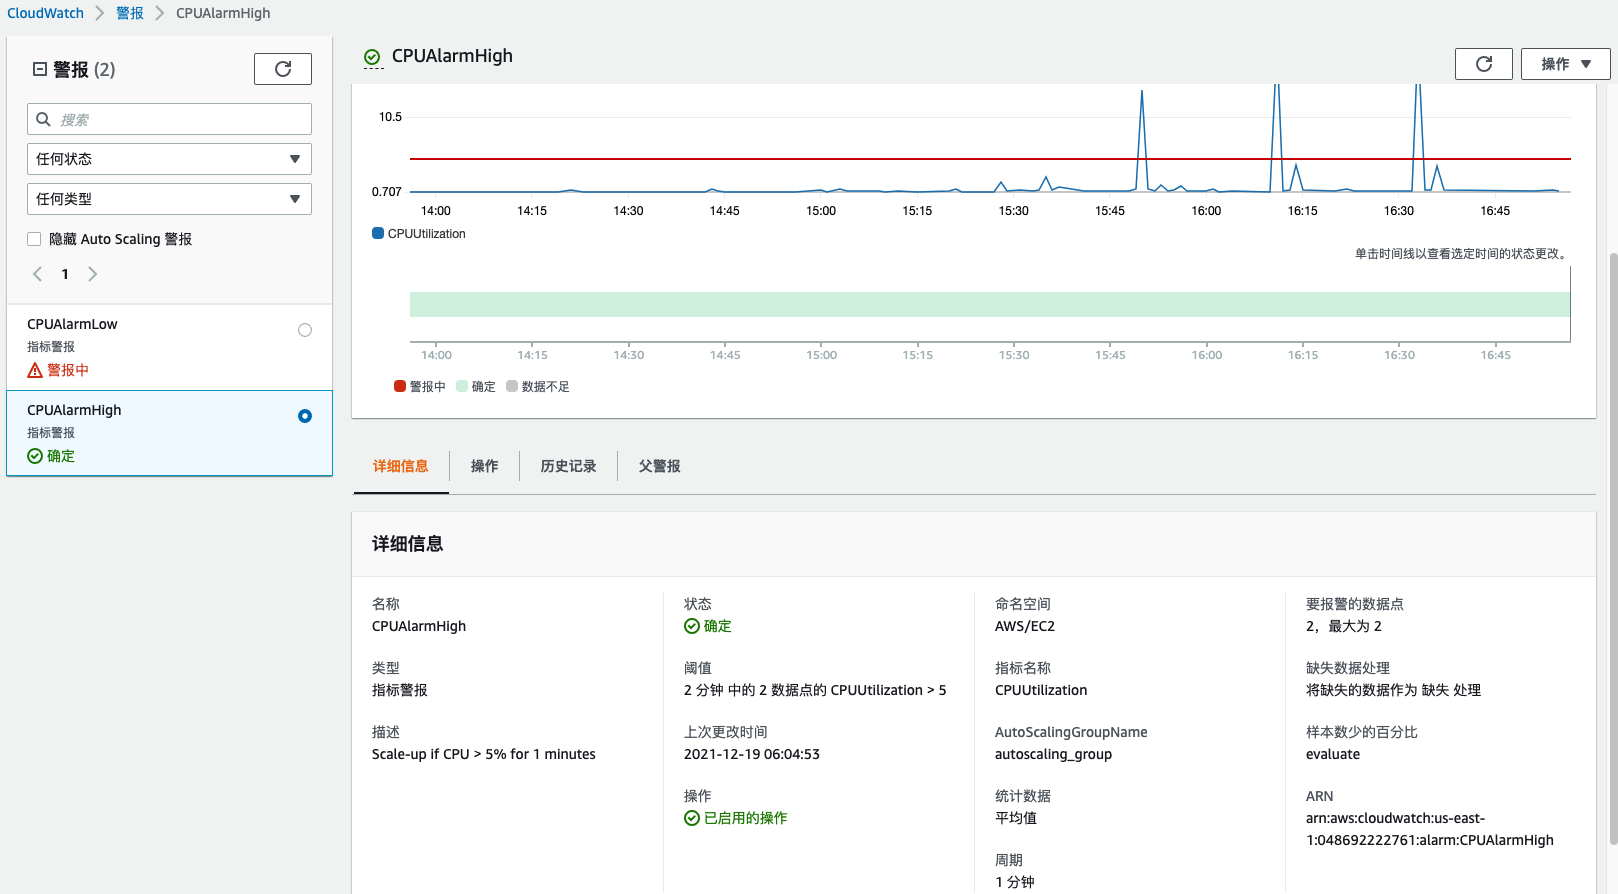 CloudWatch > 警报 > CPUAlarmHigh
警报 (2)
搜索
任何状态
任何类型
隐藏 Auto Scaling 警报
1
CPUAlarmLow
指标警报
警报中
CPUAlarmHigh
指标警报
确定
CPUAlarmHigh
操作
10.5
0.707
14:00 14:15 14:30 14:45 15:00 15:15 15:30 15:45 16:00 16:15 16:30 16:45
CPUUtilization
单击时间线以查看选定时间的状态更改。
14:00 14:15 14:30 14:45 15:00 15:15 15:30 15:45 16:00 16:15 16:30 16:45
警报中 确定 数据不足
详细信息 操作 历史记录 父警报
详细信息
名称
CPUAlarmHigh
类型
指标警报
描述
Scale-up if CPU > 5% for 1 minutes
状态
确定
阈值
2 分钟 中的 2 数据点的 CPUUtilization > 5
上次更改时间
2021-12-19 06:04:53
操作
已启用的操作
命名空间
AWS/EC2
指标名称
CPUUtilization
AutoScalingGroupName
autoscaling_group
统计数据
平均值
周期
1 分钟
要报警的数据点
2，最大为 2
缺失数据处理
将缺失的数据作为 缺失 处理
样本数少的百分比
evaluate
ARN
arn:aws:cloudwatch:us-east-
1:048692222761:alarm:CPUAlarmHigh